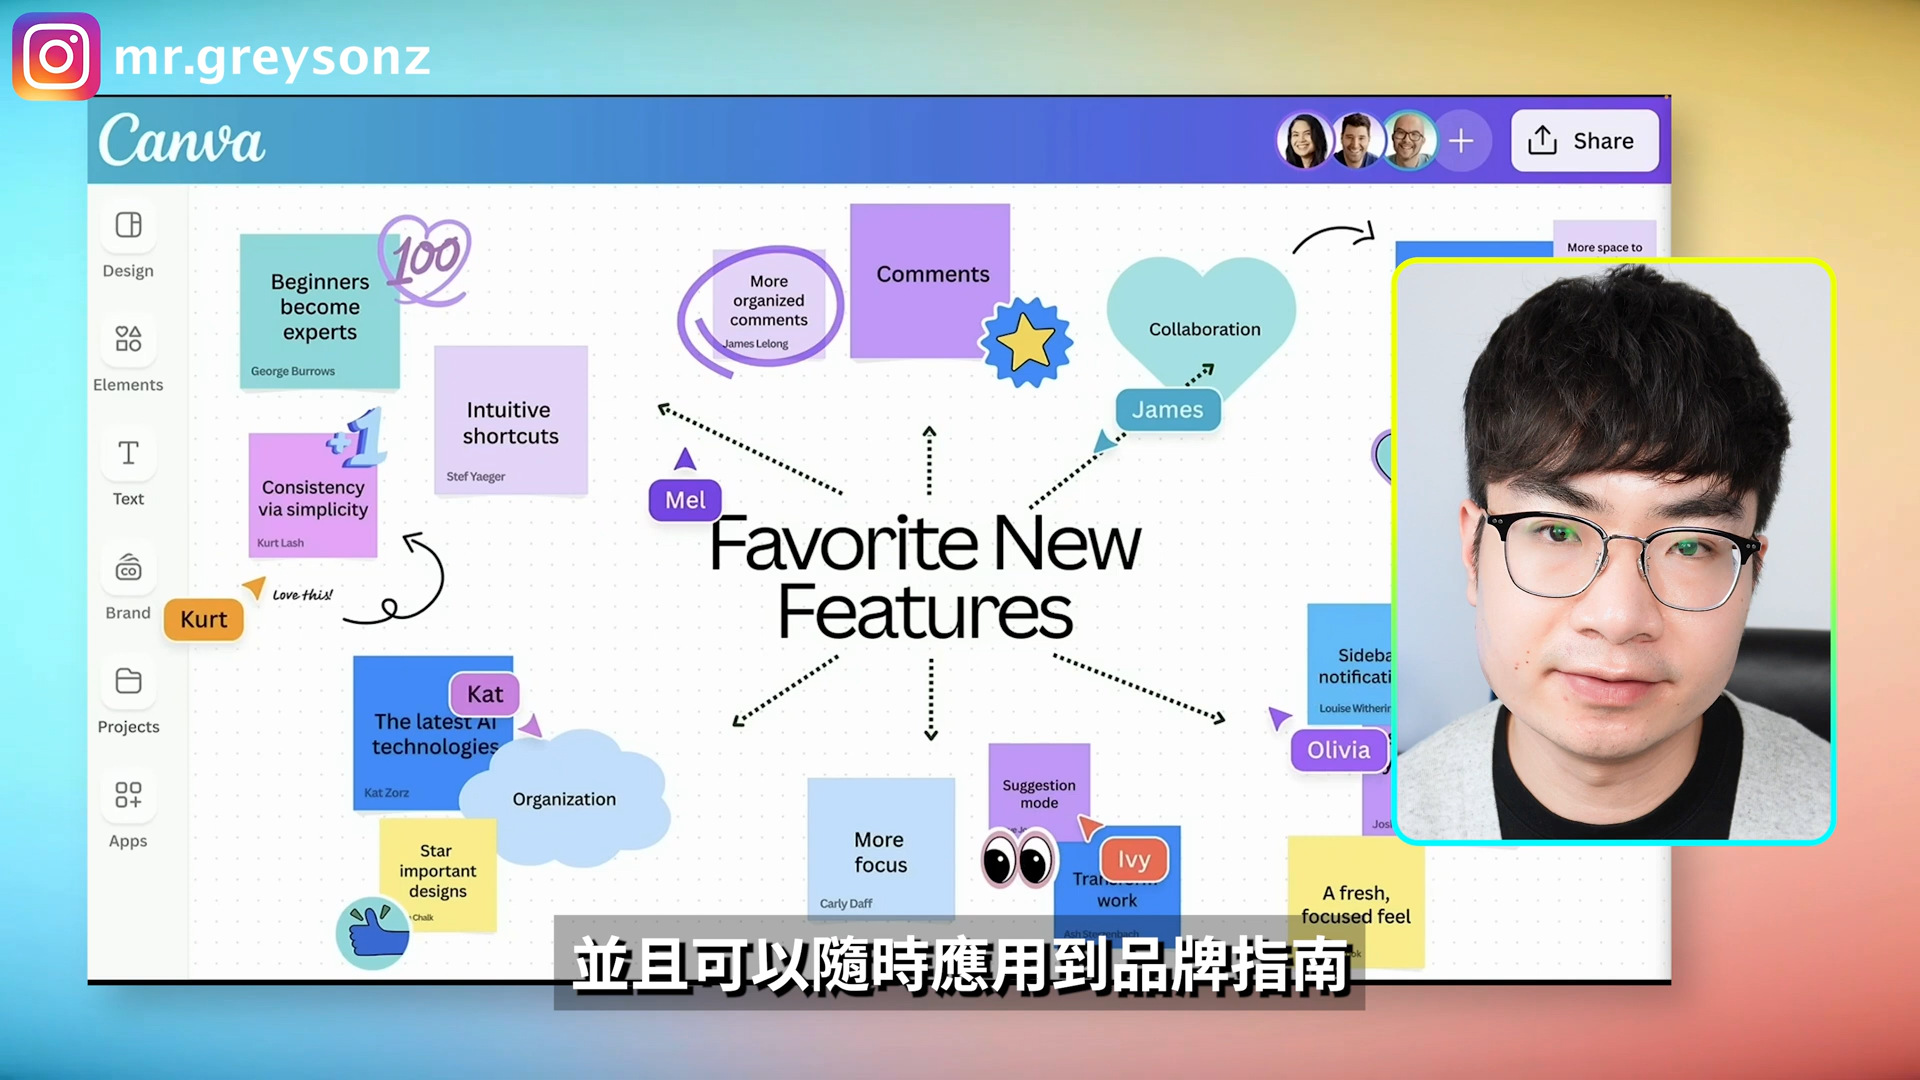 mr.greysonz
Canva
Share
Design
Elements
Text
Brand
Projects
Apps
Beginners
become
experts
George Burrows
100
Intuitive
shortcuts
Stef Yaeger
+1
Consistency
via simplicity
Kurt Lash
Love this!
Kurt
More
organized
comments
James Lelong
Comments
Collaboration
James
More space to
Mel
Favorite New
Features
Kat
The latest AI
technologies
Kat Zorz
Organization
Star
important
designs
Chalk
More
focus
Carly Daff
Suggestion
mode
Ivy
work
Olivia
A fresh,
focused feel
並且可以隨時應用到品牌指南